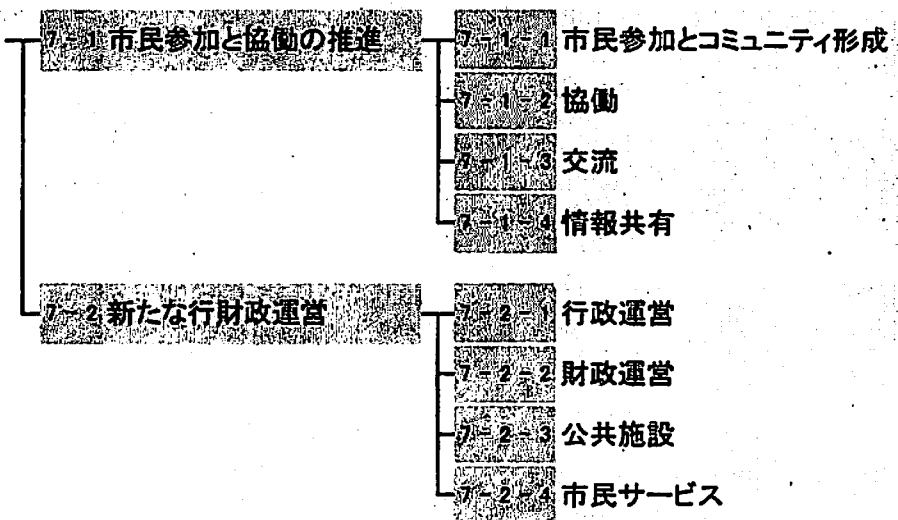 7-1 市民参加と協働の推進
7-1-1 市民参加とコミュニティ形成
7-1-2 協働
7-1-3 交流
7-1-4 情報共有
7-2 新たな行財政運営
7-2-1 行政運営
7-2-2 財政運営
7-2-3 公共施設
7-2-4 市民サービス